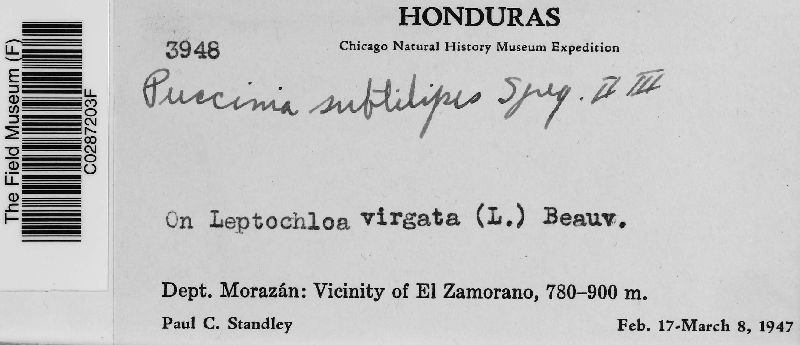 The Field Museum (F)
C0287203F
HONDURAS
3948
Chicago Natural History Museum Expedition
Puccinia subtilipes Speg. II III
On Leptochloa virgata (L.) Beauv.
Dept. Morazán: Vicinity of El Zamorano, 780–900 m.
Paul C. Standley
Feb. 17-March 8, 1947